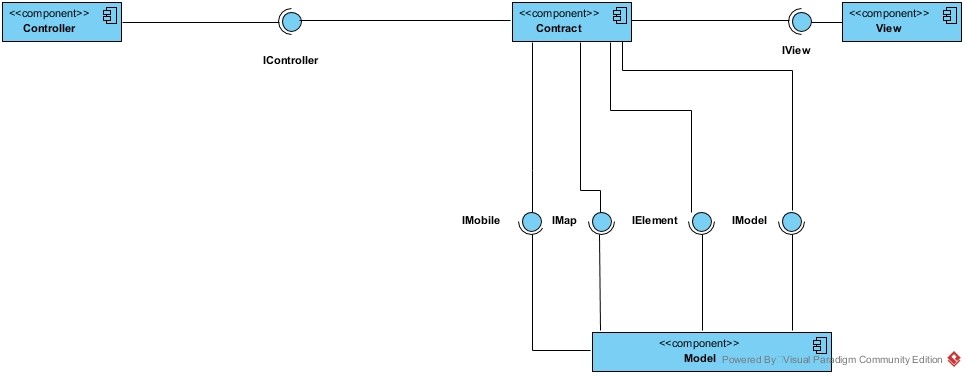 <<component>>
Controller
IController
<<component>>
Contract
IView
<<component>>
View
IMobile
IMap
IElement
IModel
<<component>>
Model
Powered By Visual Paradigm Community Edition